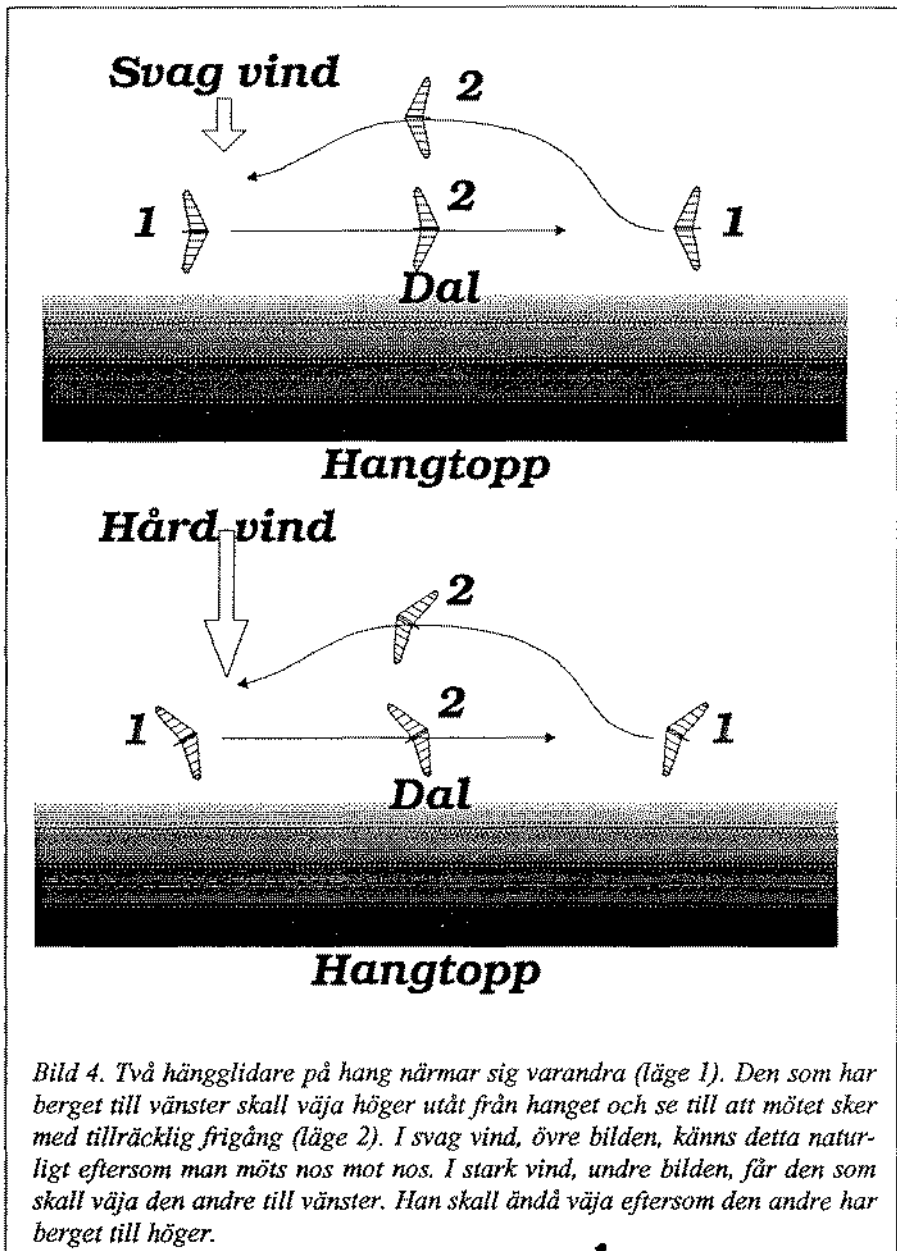 Svag vind
2
1
2
1
Dal
Hangtopp
Hård vind
2
1
2
1
Dal
Hangtopp
Bild 4. Två hängglidare på hang närmar sig varandra (läge 1). Den som har
berget till vänster skall väja höger utåt från hanget och se till att mötet sker
med tillräcklig frigång (läge 2). I svag vind, övre bilden, känns detta natur-
ligt eftersom man möts nos mot nos. I stark vind, undre bilden, får den som
skall väja den andre till vänster. Han skall ändå väja eftersom den andre har
berget till höger.